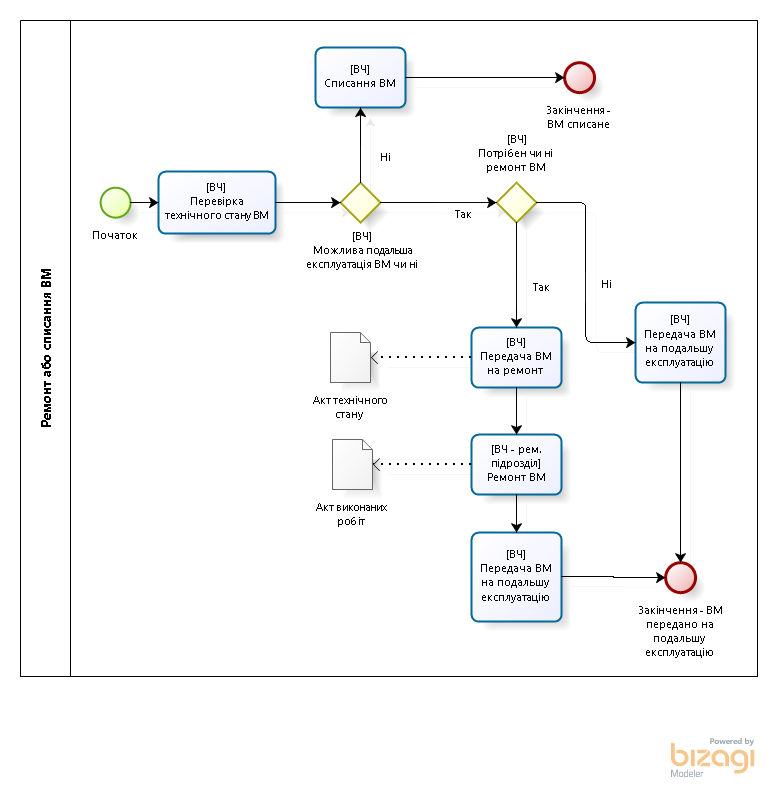 Ремонт або списання ВМ
[ВЧ]
Списання ВМ
Закінчення -
ВМ списане
[ВЧ]
Потрібен чи ні
ремонт ВМ
Ні
[ВЧ]
Перевірка
технічного стану ВМ
Початок
Так
[ВЧ]
Можлива подальша
експлуатація ВМ чи ні
Так
Ні
[ВЧ]
Передача ВМ
на подальшу
експлуатацію
[ВЧ]
Передача ВМ
на ремонт
Акт технічного
стану
[ВЧ - рем.
підрозділ]
Ремонт ВМ
Акт виконаних
робіт
[ВЧ]
Передача ВМ
на подальшу
експлуатацію
Закінчення - ВМ
передано на
подальшу
експлуатацію
Powered by
bizagi
Modeler